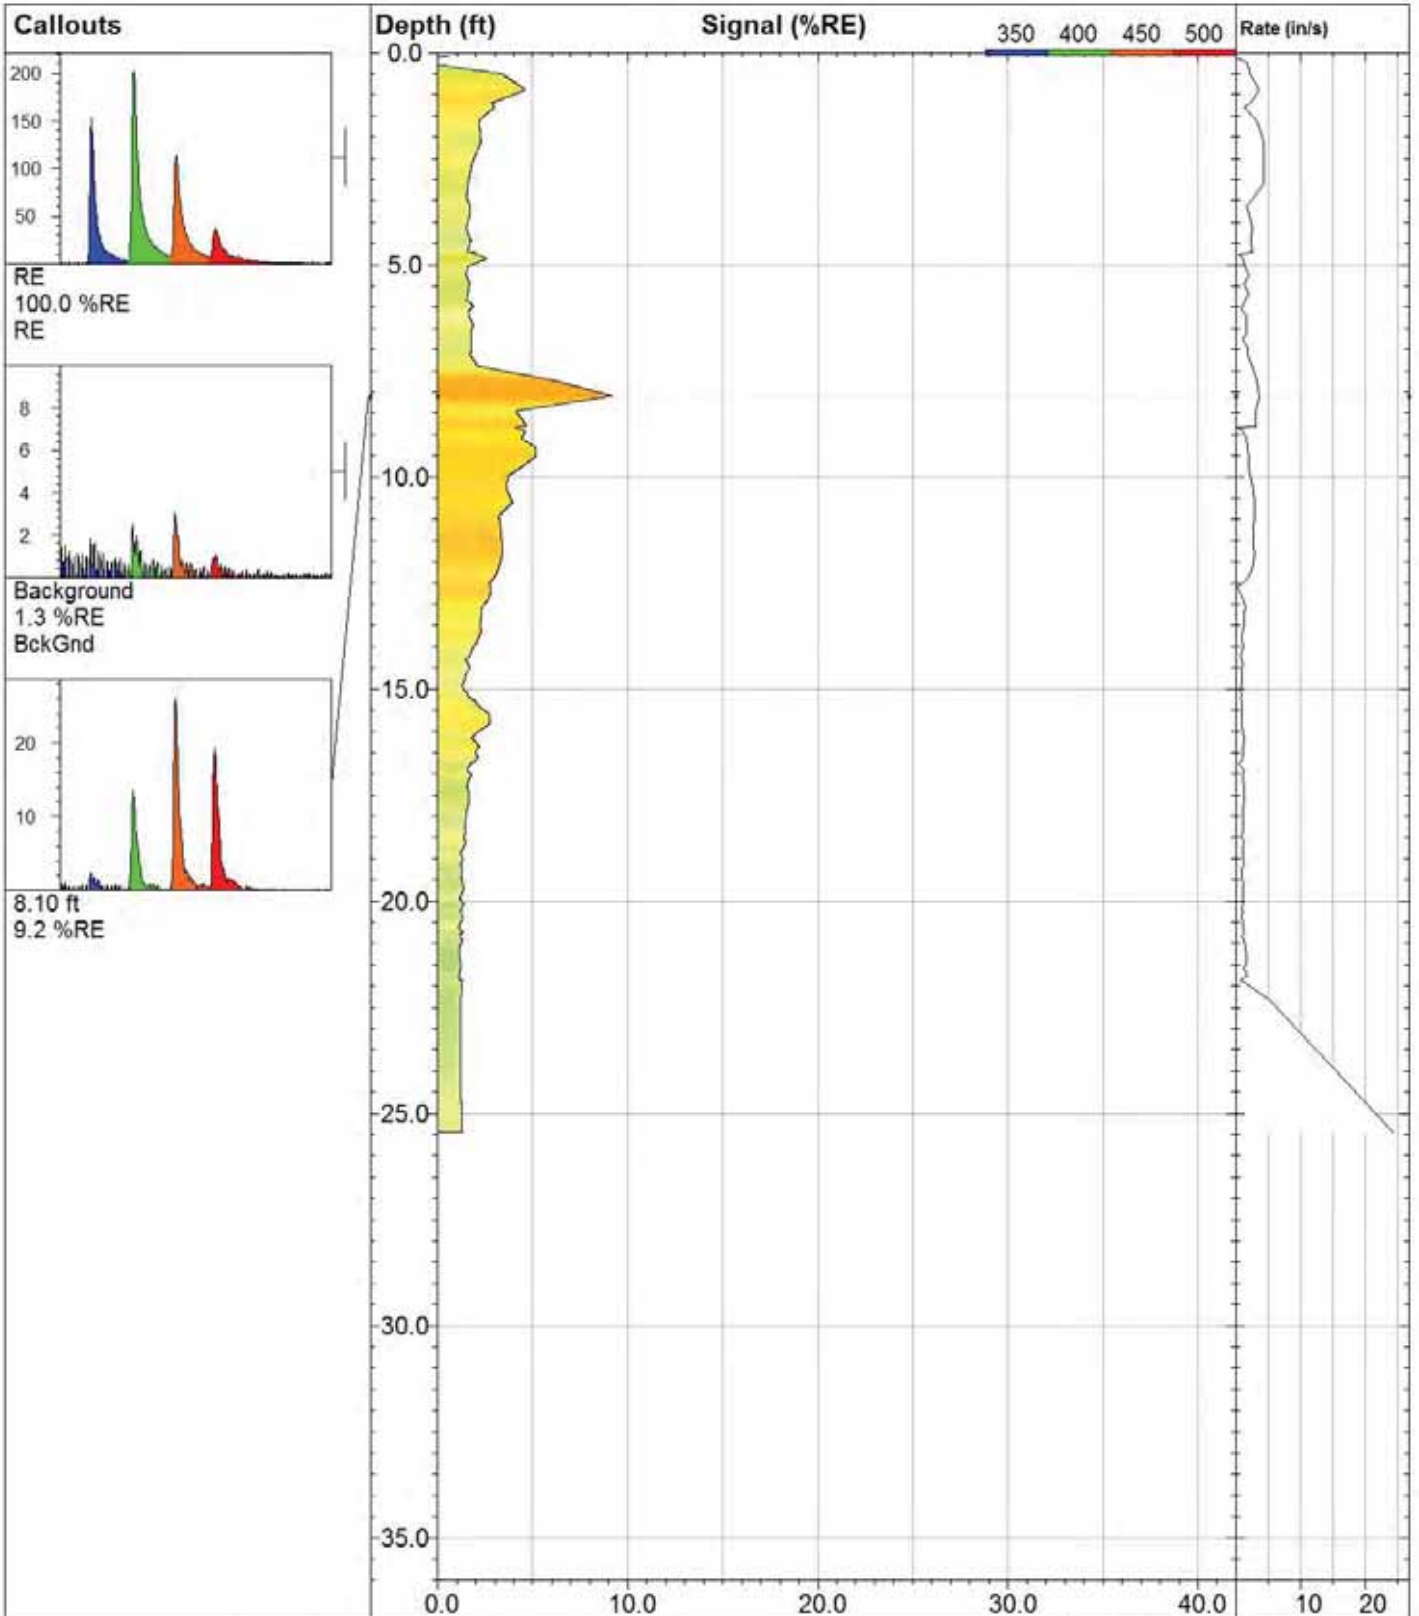 Callouts
Depth (ft)
Signal (%RE)
350 400 450 500
Rate (in/s)
200
150
100
50
RE
100.0 %RE
RE
8
6
4
2
Background
1.3 %RE
BckGnd
20
10
8.10 ft
9.2 %RE
0.0
5.0
10.0
15.0
20.0
25.0
30.0
35.0
0.0 10.0 20.0 30.0 40.0
10 20